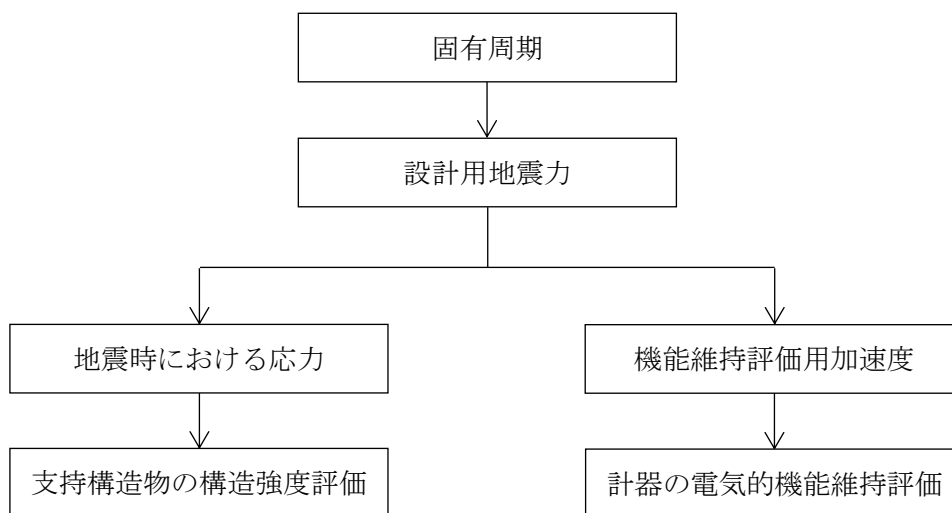 固有周期
設計用地震力
地震時における応力
機能維持評価用加速度
支持構造物の構造強度評価
計器の電気的機能維持評価